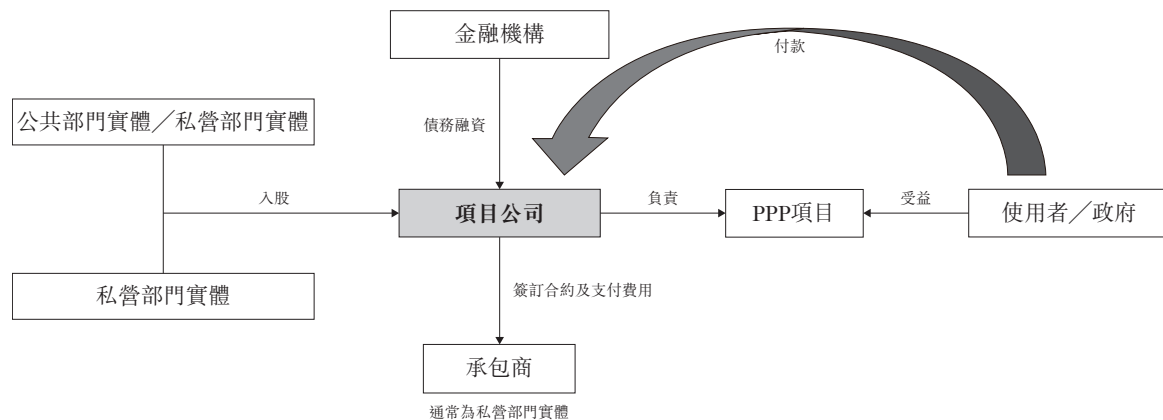 金融機構
付款
公共部門實體／私營部門實體
債務融資
入股
項目公司
負責
PPP項目
受益
使用者／政府
私營部門實體
簽訂合約及支付費用
承包商
通常為私營部門實體